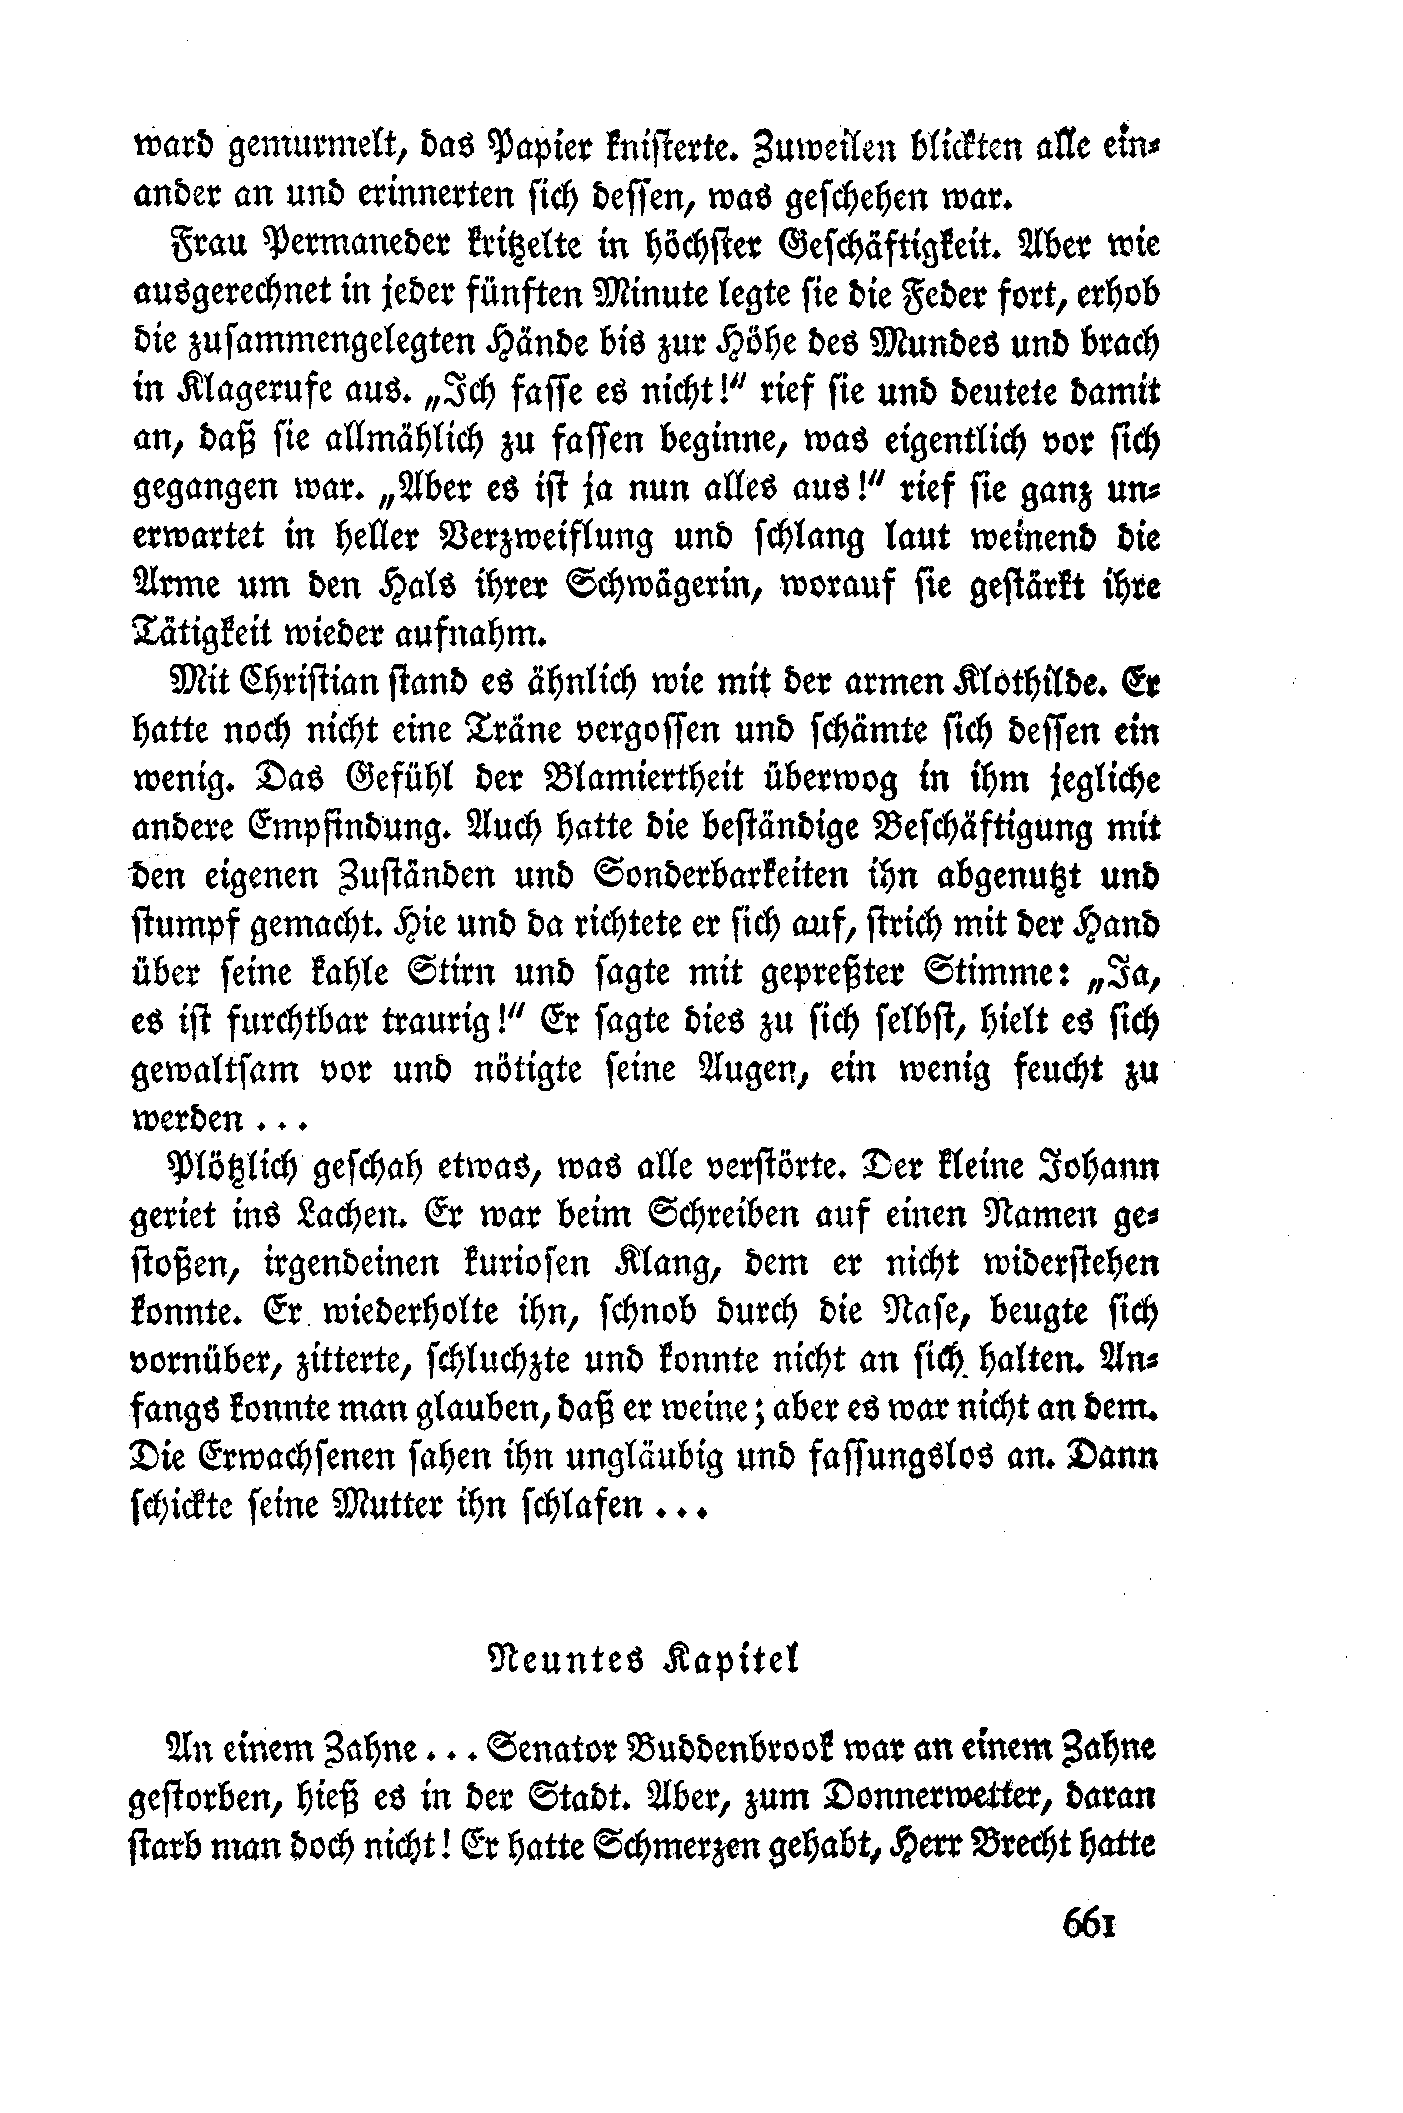 ward gemurmelt, das Papier knisterte. Zuweilen blickten alle ein-
ander an und erinnerten sich dessen, was geschehen war.
Frau Permaneder kritzelte in höchster Geschäftigkeit. Aber wie
ausgerechnet in jeder fünften Minute legte sie die Feder fort, erhob
die zusammengelegten Hände bis zur Höhe des Mundes und brach
in Klagerufe aus. „Ich fasse es nicht!“ rief sie und deutete damit
an, daß sie allmählich zu fassen beginne, was eigentlich vor sich
gegangen war. „Aber es ist ja nun alles aus!“ rief sie ganz un-
erwartet in heller Verzweiflung und schlang laut weinend die
Arme um den Hals ihrer Schwägerin, worauf sie gestärkt ihre
Tätigkeit wieder aufnahm.
Mit Christian stand es ähnlich wie mit der armen Klothilde. Er
hatte noch nicht eine Träne vergossen und schämte sich dessen ein
wenig. Das Gefühl der Blamiertheit überwog in ihm jegliche
andere Empfindung. Auch hatte die beständige Beschäftigung mit
den eigenen Zuständen und Sonderbarkeiten ihn abgenutzt und
stumpf gemacht. Hie und da richtete er sich auf, strich mit der Hand
über seine kahle Stirn und sagte mit gepreßter Stimme: „Ja,
es ist furchtbar traurig!“ Er sagte dies zu sich selbst, hielt es sich
gewaltsam vor und nötigte seine Augen, ein wenig feucht zu
werden . . .
Plötzlich geschah etwas, was alle verstörte. Der kleine Johann
geriet ins Lachen. Er war beim Schreiben auf einen Namen ge-
stoßen, irgendeinen kuriosen Klang, dem er nicht widerstehen
konnte. Er wiederholte ihn, schnob durch die Nase, beugte sich
vornüber, zitterte, schluchzte und konnte nicht an sich halten. An-
fangs konnte man glauben, daß er weine; aber es war nicht an dem.
Die Erwachsenen sahen ihn ungläubig und fassungslos an. Dann
schickte seine Mutter ihn schlafen . . .
Neuntes Kapitel
An einem Zahne . . . Senator Buddenbrook war an einem Zahne
gestorben, hieß es in der Stadt. Aber, zum Donnerwetter, daran
starb man doch nicht! Er hatte Schmerzen gehabt, Herr Brecht hatte
661